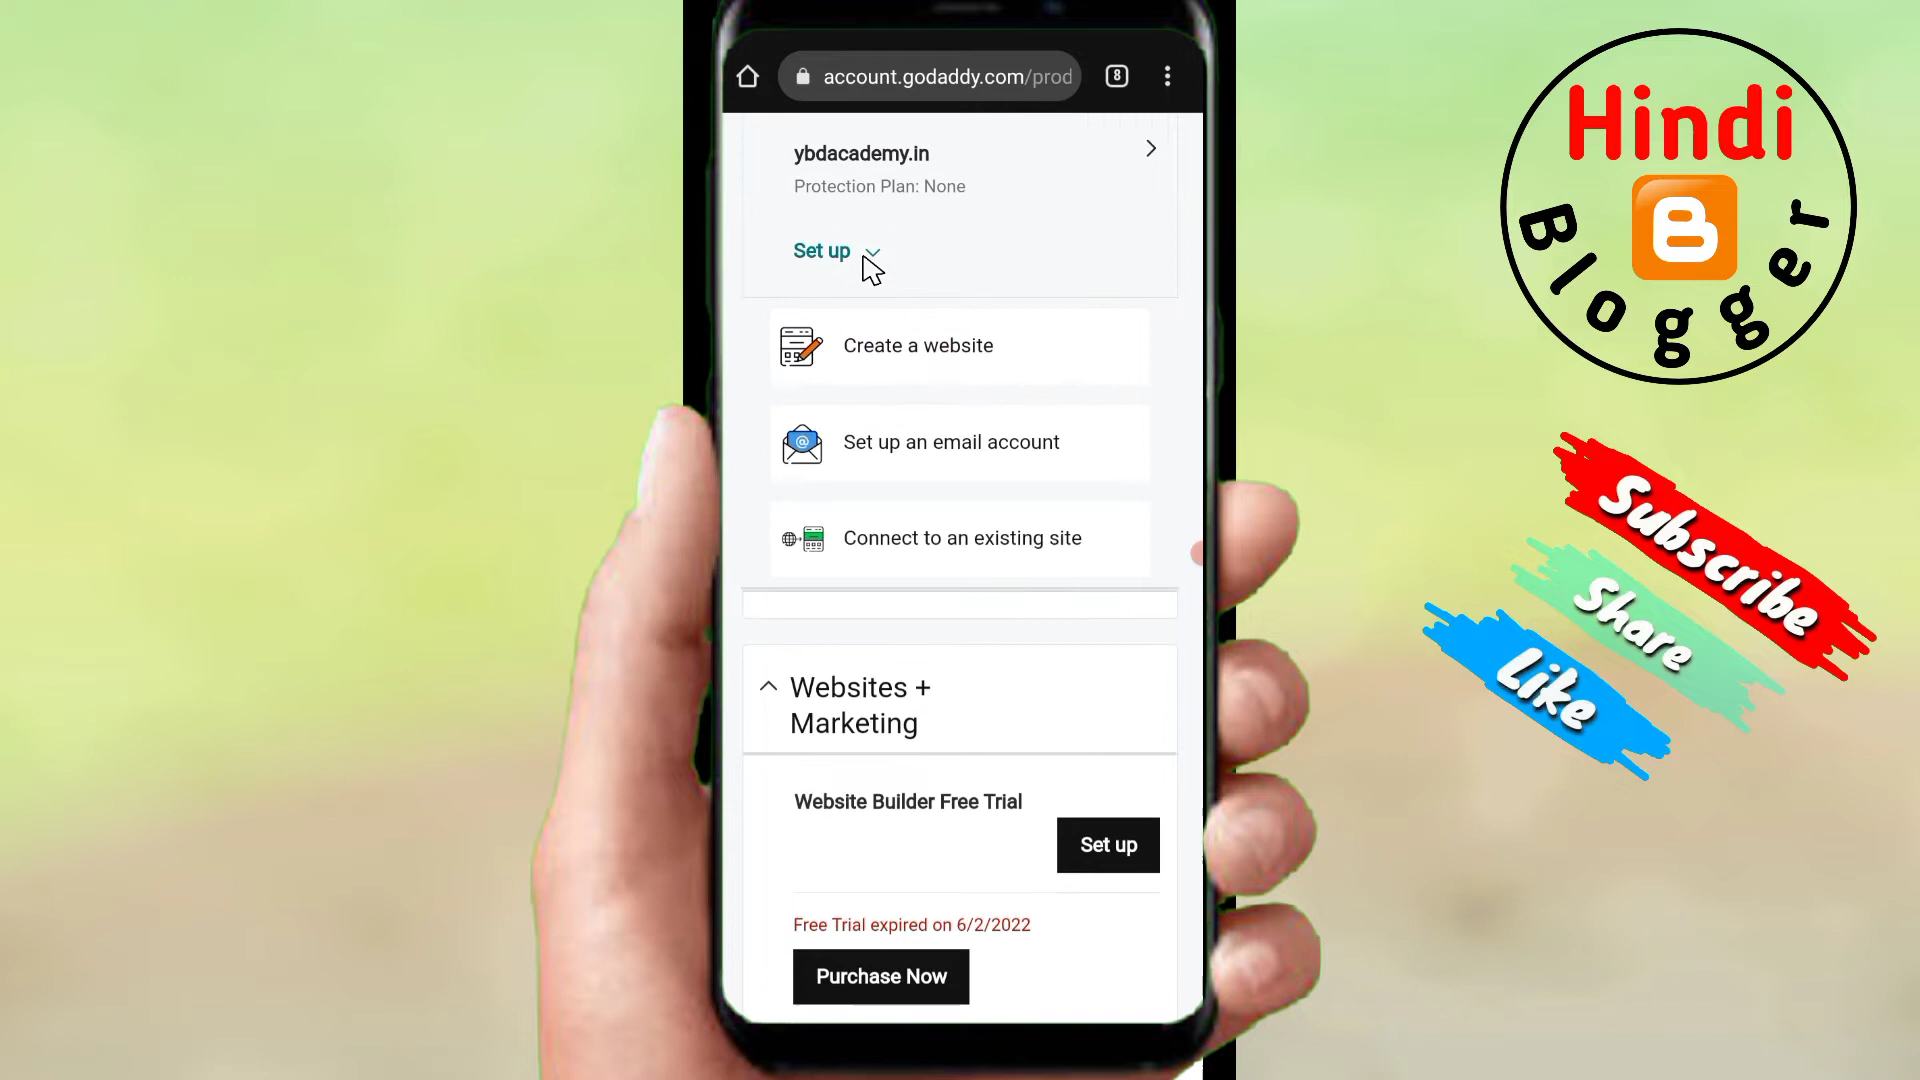 account.godaddy.com/prod
8
ybdacademy.in
Protection Plan: None
Set up
Create a website
@
Set up an email account
Connect to an existing site
Websites +
Marketing
Website Builder Free Trial
Set up
Free Trial expired on 6/2/2022
Purchase Now
Hindi
B
Blogger
Subscribe
Share
Like